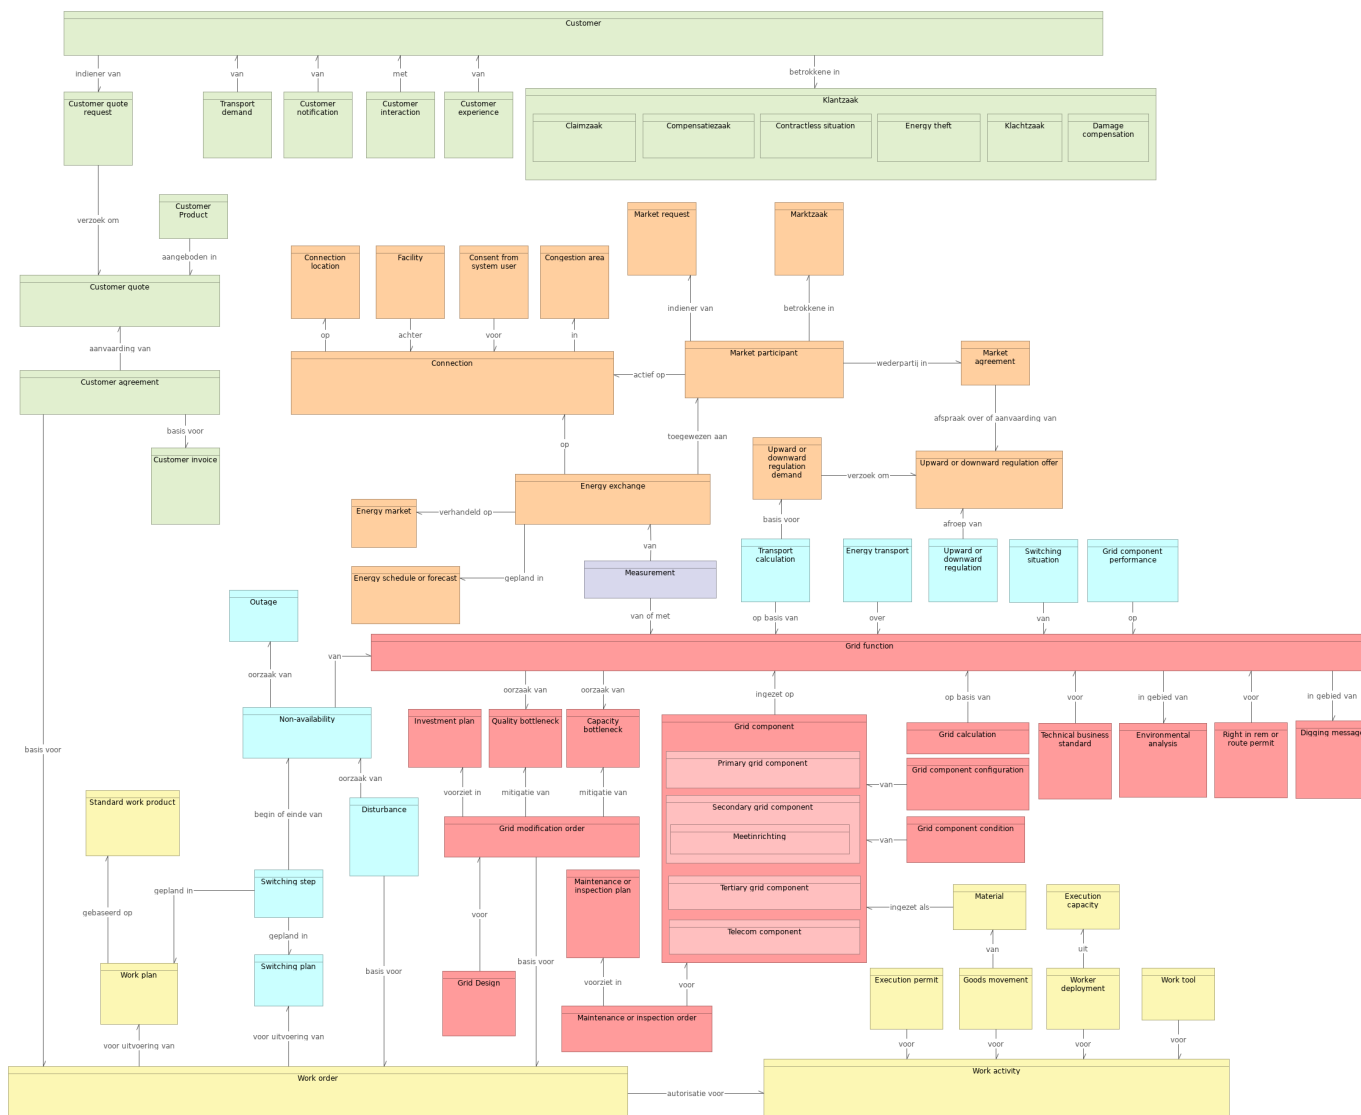 Customer
indiener van
van
van
met
van
betrokkene in
Customer quote
request
Transport
demand
Customer
notification
Customer
interaction
Customer
experience
Klantzaak
Claimzaak
Compensatiezaak
Contractless situation
Energy theft
Klachtzaak
Damage
compensation
verzoek om
Customer
Product
aangeboden in
Market request
Marktzaak
Connection
location
Facility
Consent from
system user
Congestion area
Customer quote
indiener van
betrokkene in
op
achter
voor
in
aanvaarding van
Market participant
Market
agreement
wederpartij in
Connection
actief op
Customer agreement
basis voor
afspraak over of aanvaarding van
toegewezen aan
op
Customer invoice
Upward or
downward
regulation
demand
verzoek om
Upward or downward regulation offer
Energy exchange
Energy market
verhandeld op
basis voor
afroep van
van
Transport
calculation
Energy transport
Upward or
downward
regulation
Switching
situation
Grid component
performance
Energy schedule or forecast
gepland in
Measurement
Outage
van of met
op basis van
over
van
op
Grid function
van
oorzaak van
oorzaak van
oorzaak van
ingezet op
op basis van
voor
in gebied van
voor
in gebied van
Non-availability
Investment plan
Quality bottleneck
Capacity
bottleneck
Grid component
Grid calculation
Technical business
standard
Environmental
analysis
Right in rem or
route permit
Digging message
basis voor
Primary grid component
Grid component configuration
van
oorzaak van
voorziet in
mitigatie van
mitigatie van
Standard work product
Disturbance
Secondary grid component
begin of einde van
Grid modification order
Meetinrichting
Grid component condition
van
Switching step
gepland in
Maintenance or
inspection plan
Tertiary grid component
Material
Execution
capacity
ingezet als
gebaseerd op
voor
Telecom component
gepland in
van
uit
Work plan
Switching plan
basis voor
Grid Design
basis voor
voorziet in
voor
Execution permit
Goods movement
Worker
deployment
Work tool
Maintenance or inspection order
voor uitvoering van
voor uitvoering van
voor
voor
voor
voor
Work order
Work activity
autorisatie voor